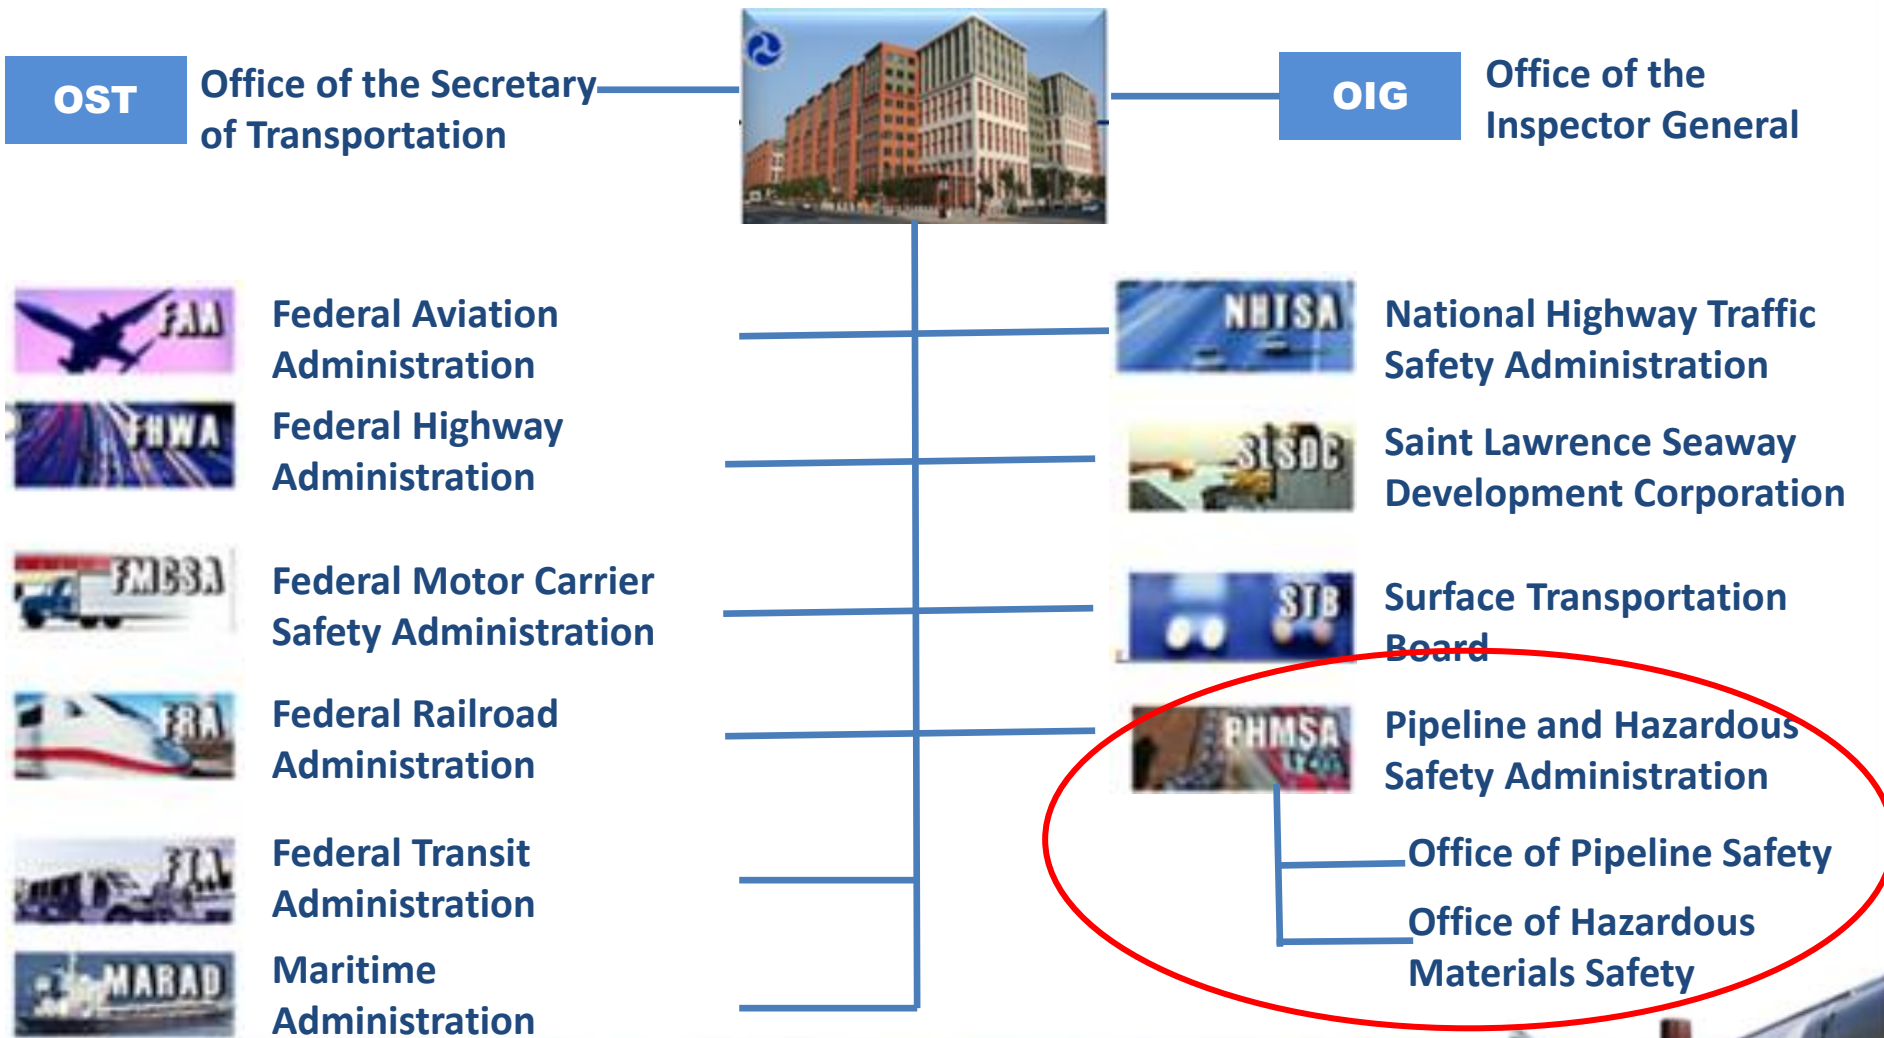 OST
Office of the Secretary
of Transportation
OIG
Office of the
Inspector General
FAA
Federal Aviation
Administration
FHWA
Federal Highway
Administration
FMCSA
Federal Motor Carrier
Safety Administration
FRA
Federal Railroad
Administration
FTA
Federal Transit
Administration
MARAD
Maritime
Administration
NHTSA
National Highway Traffic
Safety Administration
SLSDC
Saint Lawrence Seaway
Development Corporation
STB
Surface Transportation
Board
PHMSA
Pipeline and Hazardous
Safety Administration
Office of Pipeline Safety
Office of Hazardous
Materials Safety